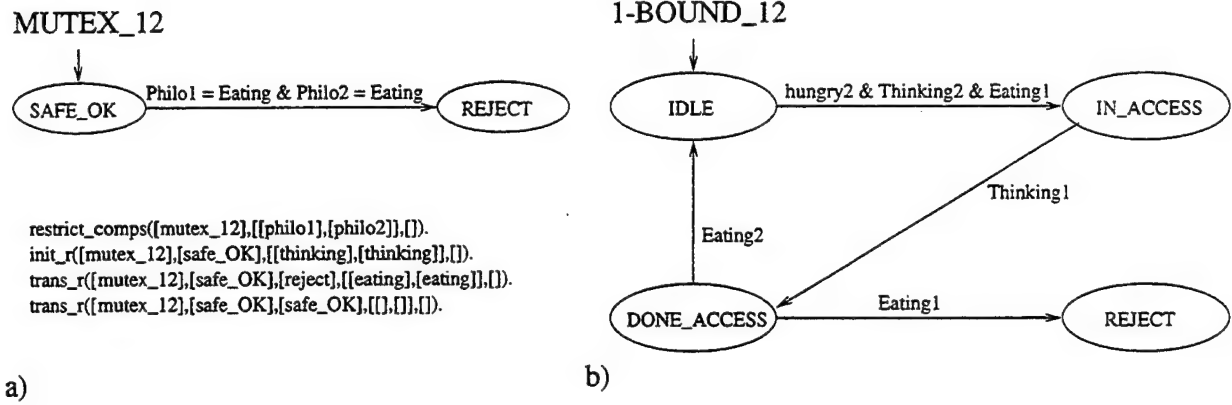 MUTEX_12
SAFE_OK
Philo1 = Eating & Philo2 = Eating
REJECT
restrict_comps([mutex_12],[[philo1],[philo2]],[]).
init_r([mutex_12],[safe_OK],[[thinking],[thinking]],[]).
trans_r([mutex_12],[safe_OK],[reject],[[eating],[eating]],[]).
trans_r([mutex_12],[safe_OK],[safe_OK],[[],[]],[]).
a)
1-BOUND_12
IDLE
hungry2 & Thinking2 & Eating1
IN_ACCESS
Thinking1
Eating2
DONE_ACCESS
Eating1
REJECT
b)